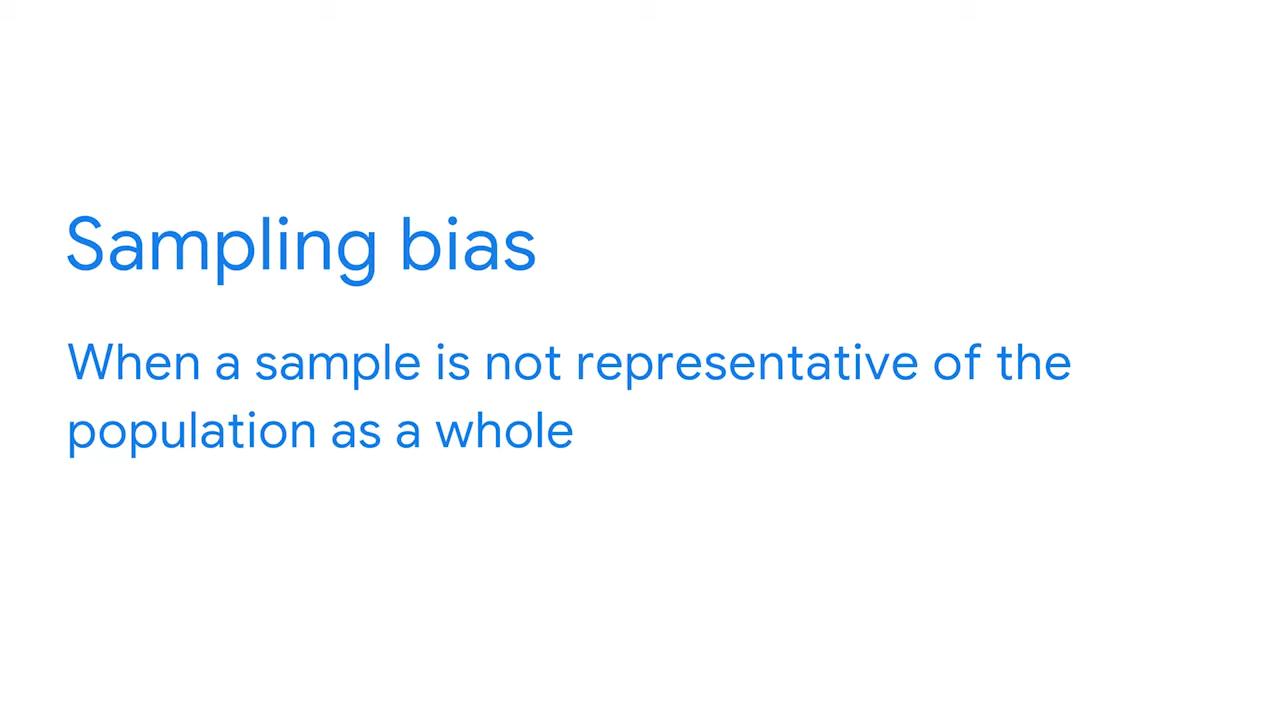 Sampling bias
When a sample is not representative of the
population as a whole